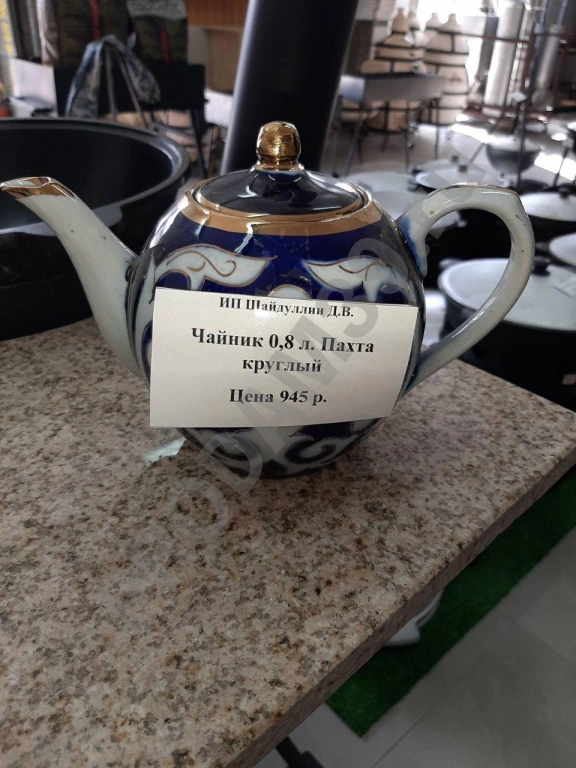 ИП Шайдуллин Д.В.
Чайник 0,8 л. Пахта
круглый
Цена 945 р.